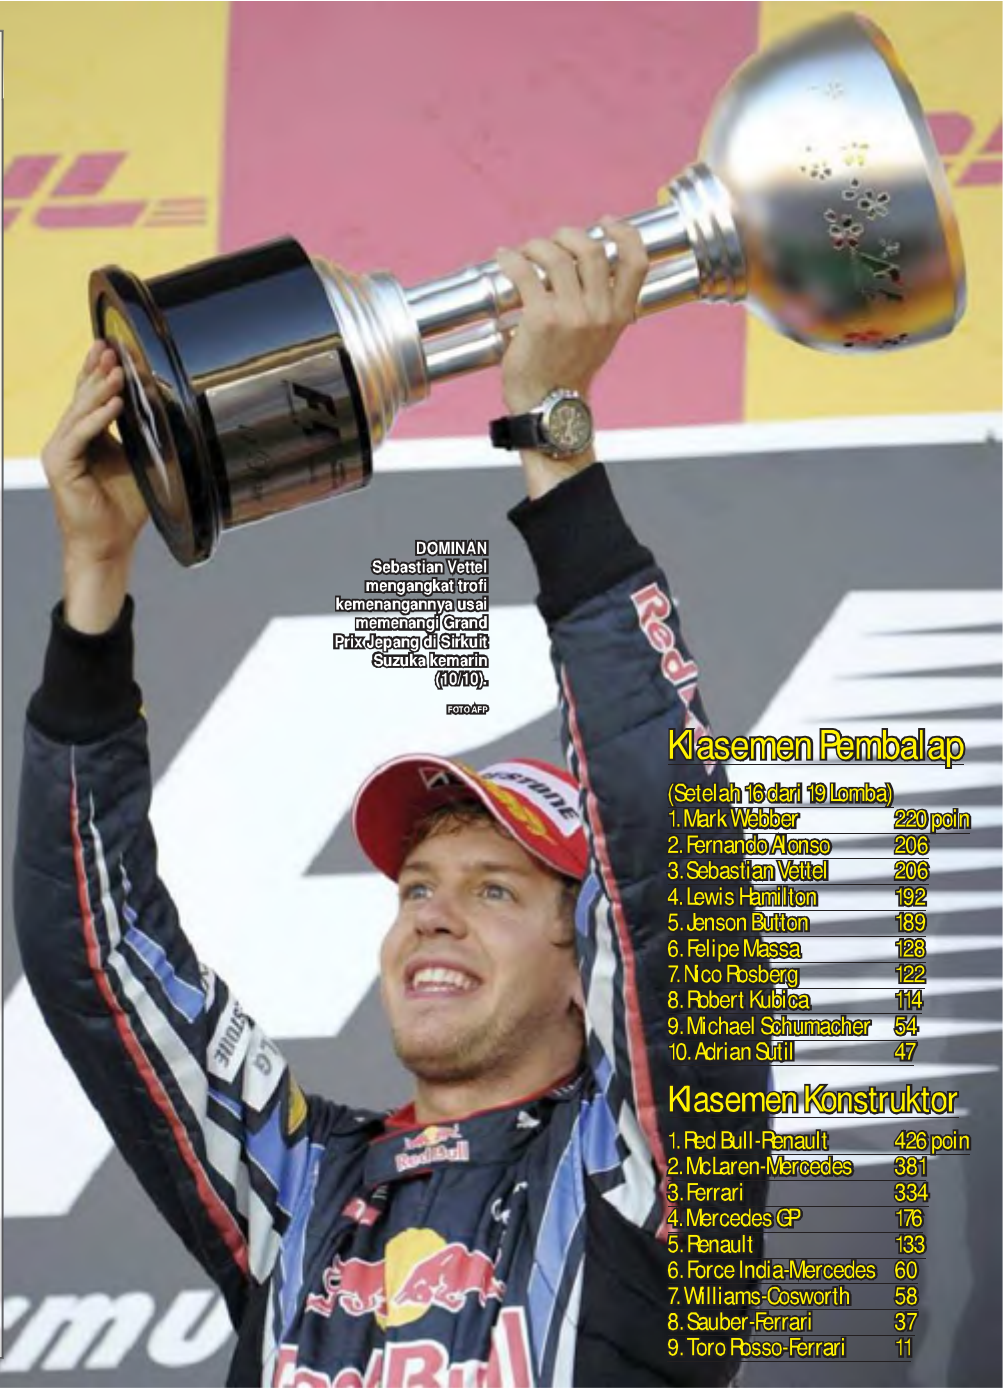 DOMINAN
Sebastian Vettel
mengangkat trofi
kemenangannya usai
memenangi Grand
Prix Jepang di Sirkuit
Suzuka kemarin
(10/10).
FOTO AFP
Red
Klasemen Pembalap
(Setelah 16 dari 19 Lomba)
1. Mark Webber 220 poin
2. Fernando Alonso 206
3. Sebastian Vettel 206
4. Lewis Hamilton 192
5. Jenson Button 189
6. Felipe Massa 128
7. Nico Rosberg 122
8. Robert Kubica 114
9. Michael Schumacher 54
10. Adrian Sutil 47
Klasemen Konstruktor
1. Red Bull-Renault 426 poin
2. McLaren-Mercedes 381
3. Ferrari 334
4. Mercedes GP 176
5. Renault 133
6. Force India-Mercedes 60
7. Williams-Cosworth 58
8. Sauber-Ferrari 37
9. Toro Rosso-Ferrari 11
LG
Red Bull